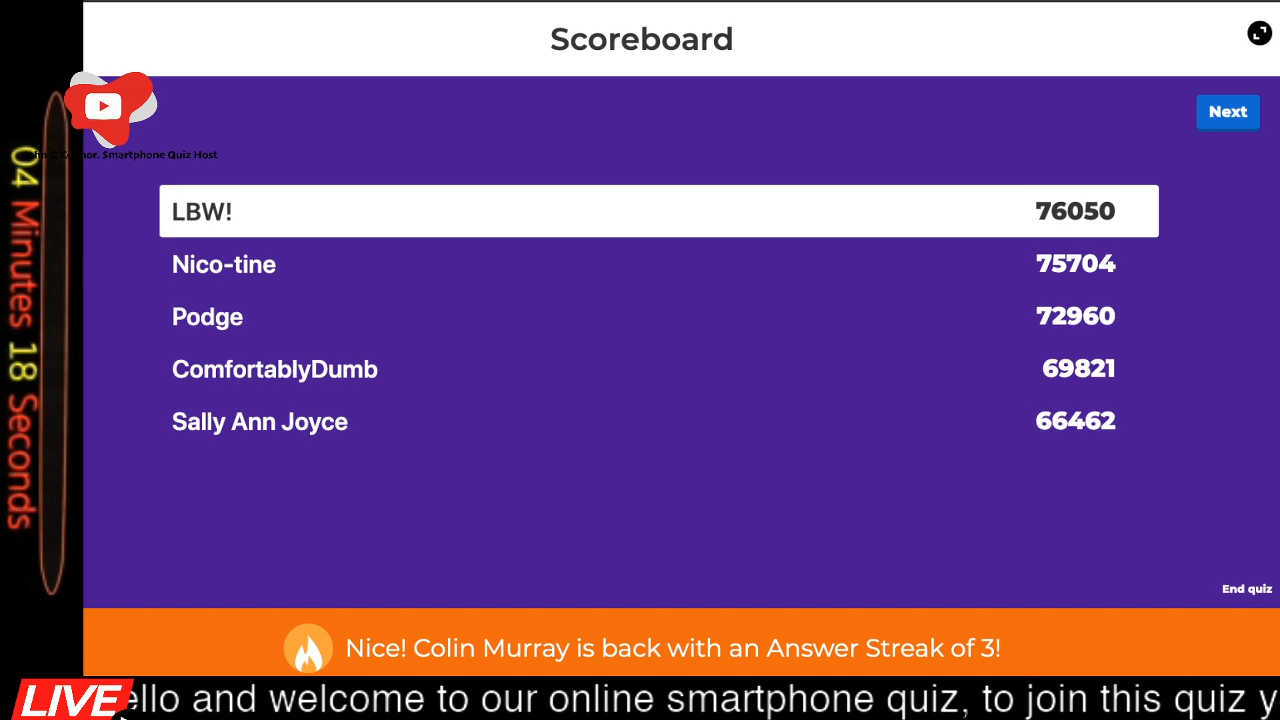 Scoreboard
Next
Smartphone Quiz Host
04 Minutes 18 Seconds
LBW! 76050
Nico-tine 75704
Podge 72960
ComfortablyDumb 69821
Sally Ann Joyce 66462
End quiz
Nice! Colin Murray is back with an Answer Streak of 3!
LIVE
ello and welcome to our online smartphone quiz, to join this quiz y